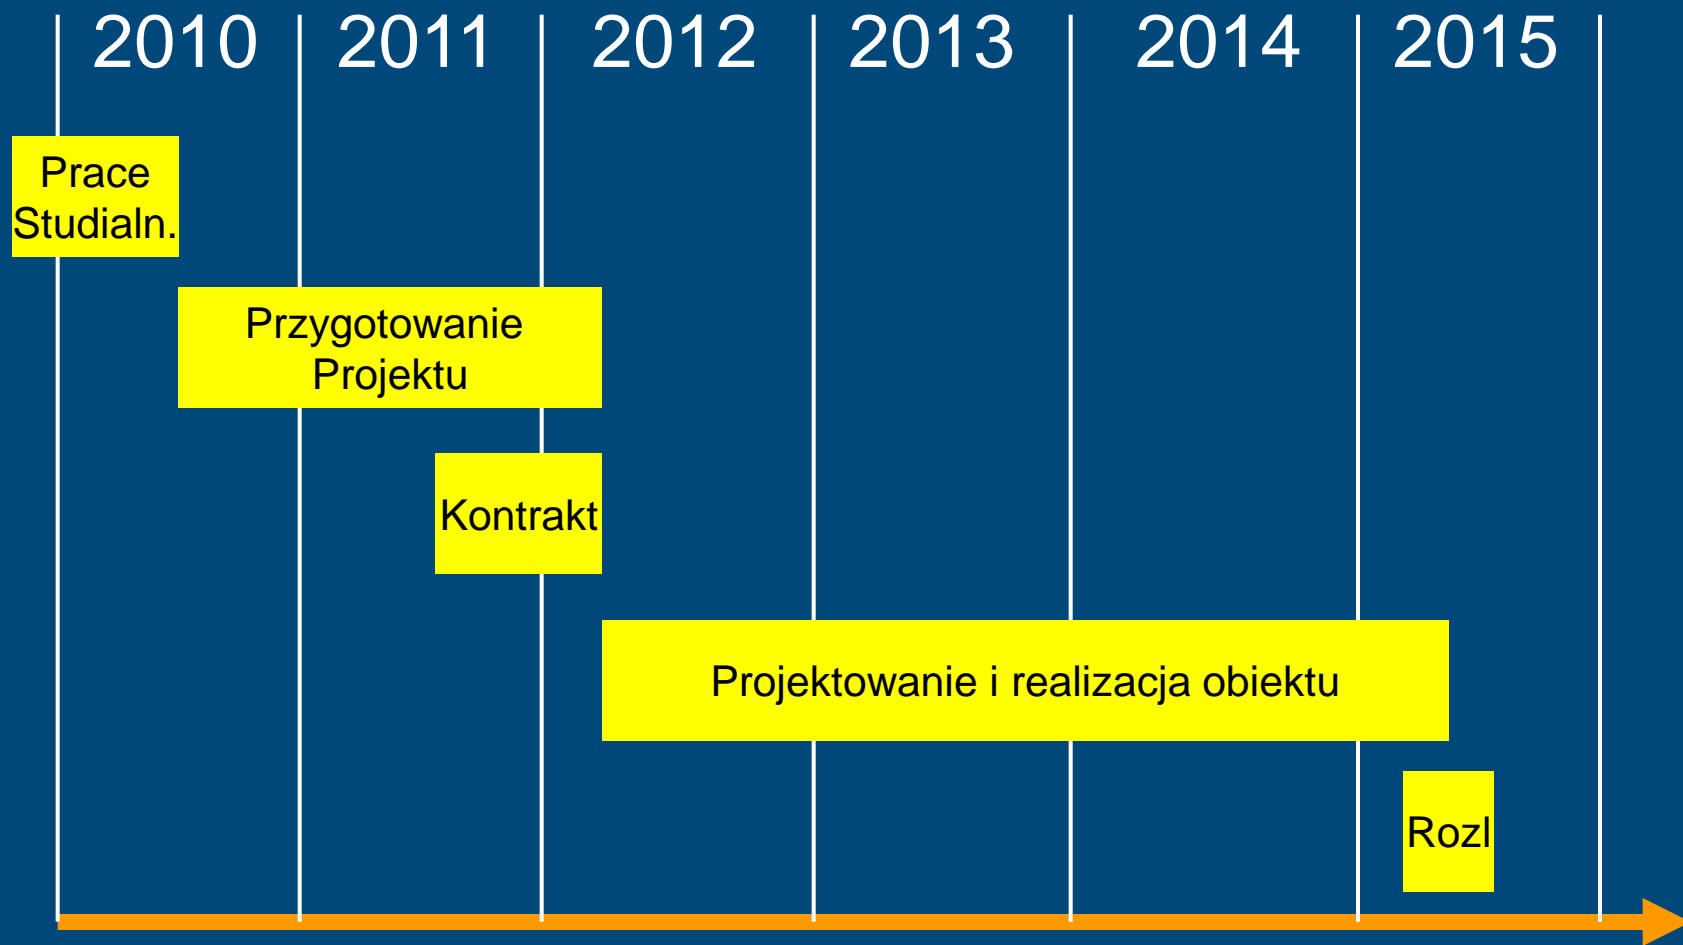 2010 2011 2012 2013 2014 2015
Prace
Studialn.
Przygotowanie
Projektu
Kontrakt
Projektowanie i realizacja obiektu
Rozl